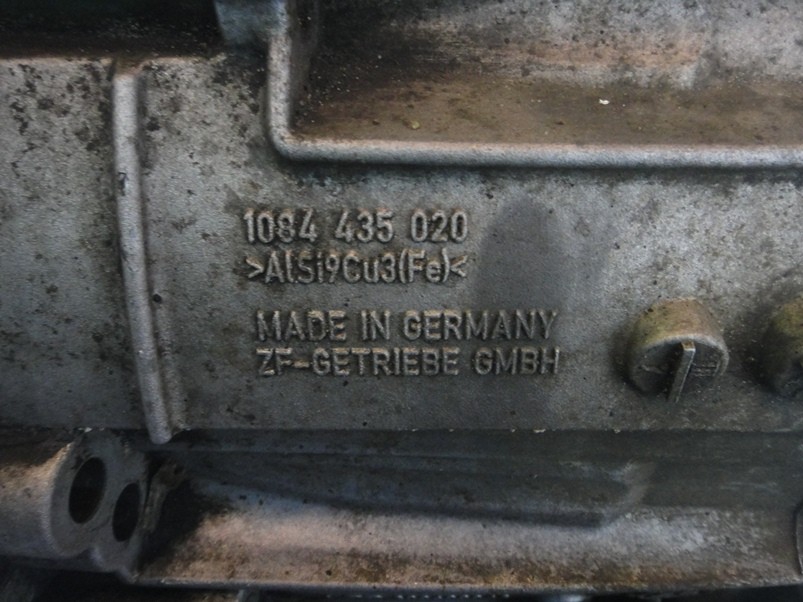 1084 435 020
>AlSi9Cu3(Fe)<
MADE IN GERMANY
ZF-GETRIEBE GMBH